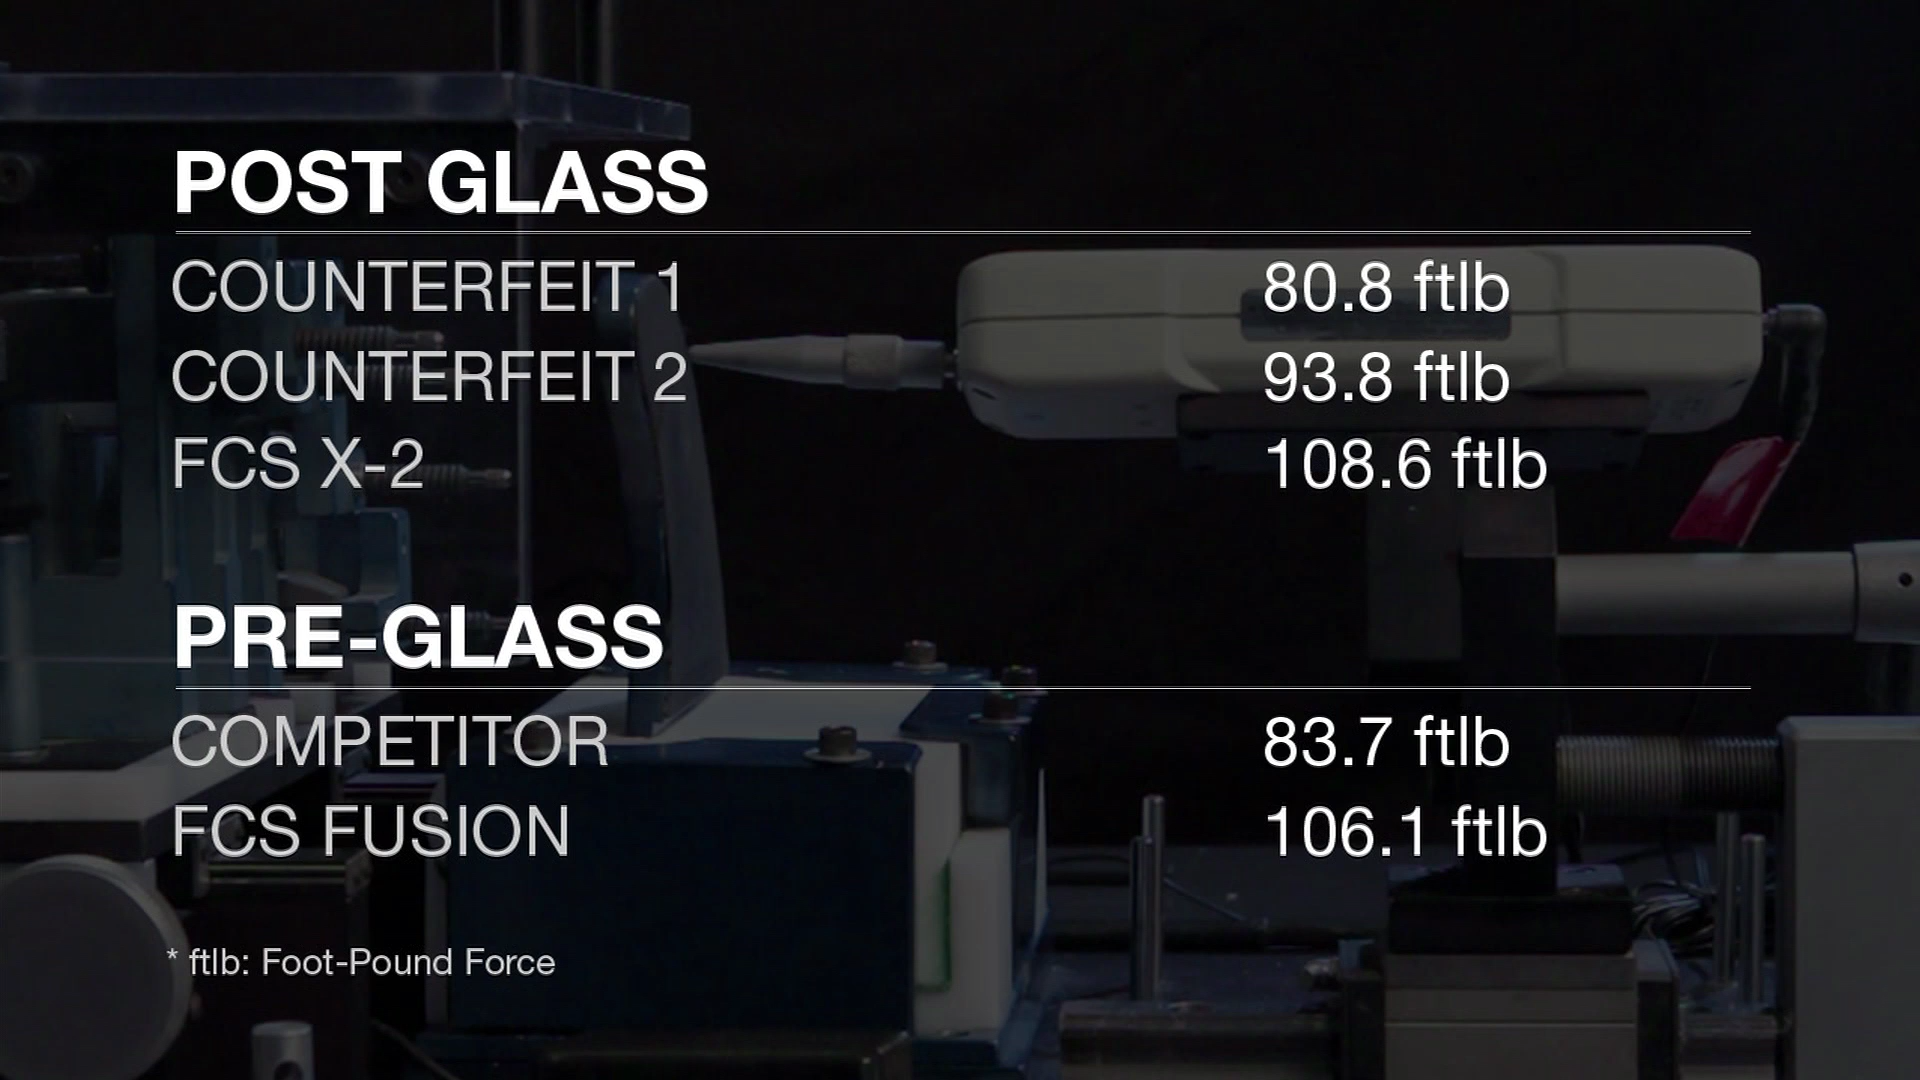 POST GLASS
COUNTERFEIT 1 80.8 ftlb
COUNTERFEIT 2 93.8 ftlb
FCS X-2 108.6 ftlb
PRE-GLASS
COMPETITOR 83.7 ftlb
FCS FUSION 106.1 ftlb
* ftlb: Foot-Pound Force